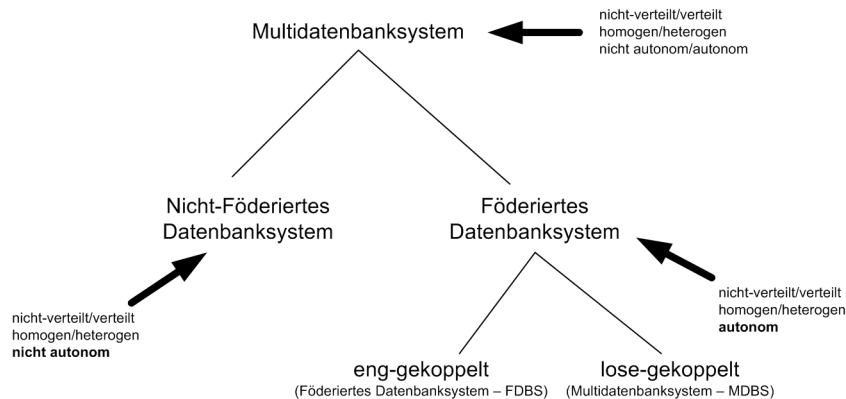 Multidatenbanksystem
nicht-verteilt/verteilt
homogen/heterogen
nicht autonom/autonom
Nicht-Föderiertes
Datenbanksystem
Föderiertes
Datenbanksystem
nicht-verteilt/verteilt
homogen/heterogen
nicht autonom
nicht-verteilt/verteilt
homogen/heterogen
autonom
eng-gekoppelt
(Föderiertes Datenbanksystem – FDBS)
lose-gekoppelt
(Multidatenbanksystem – MDBS)